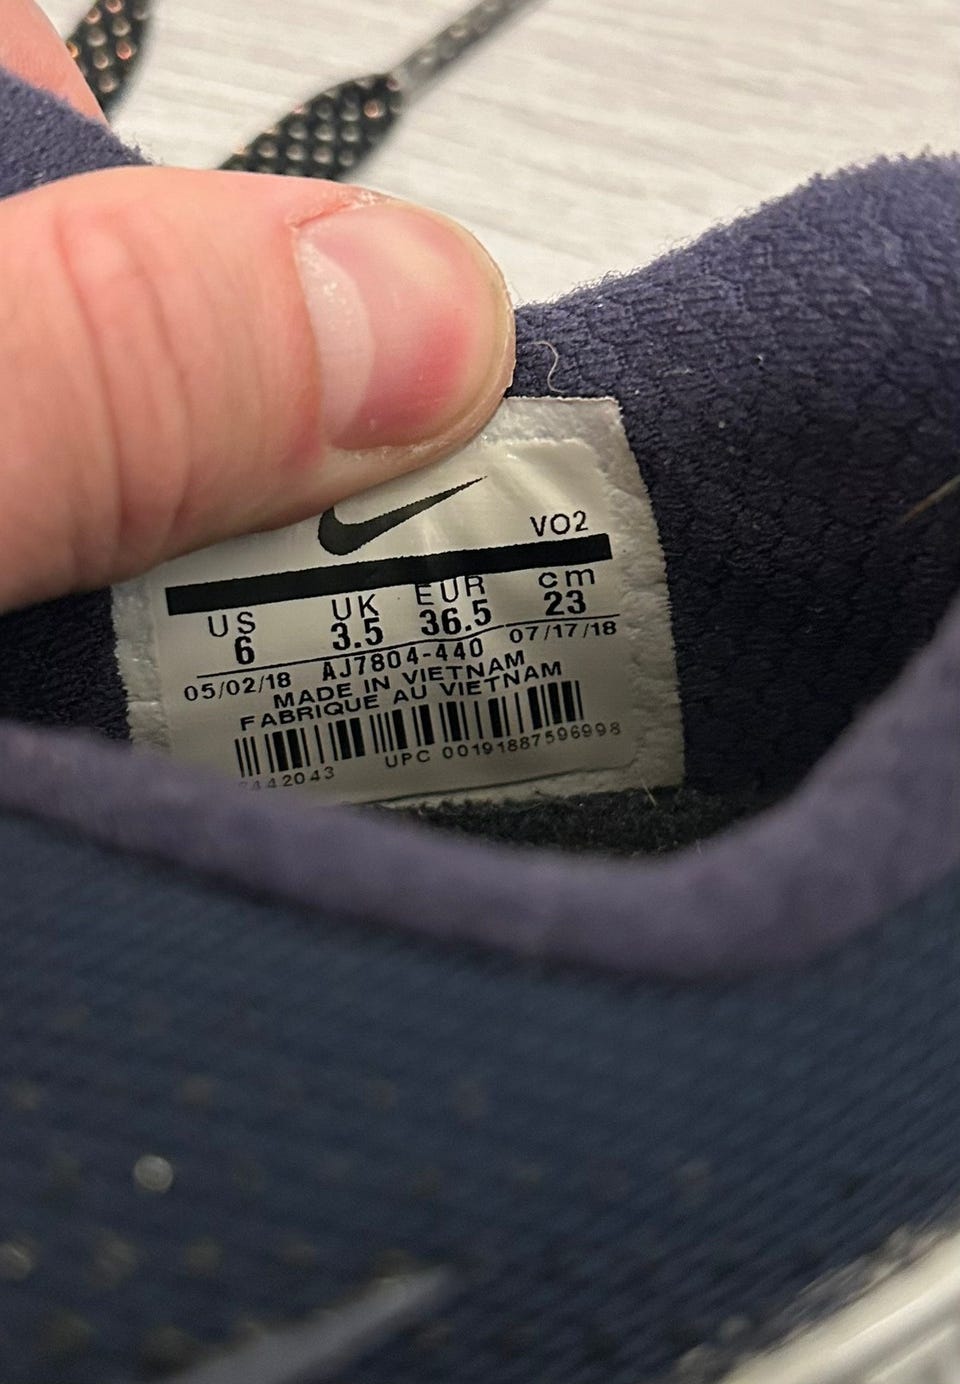 VO2
US UK EUR cm
6 3.5 36.5 23
05/02/18 AJ7804-440 07/17/18
MADE IN VIETNAM
FABRIQUE AU VIETNAM
UPC 00191887596998